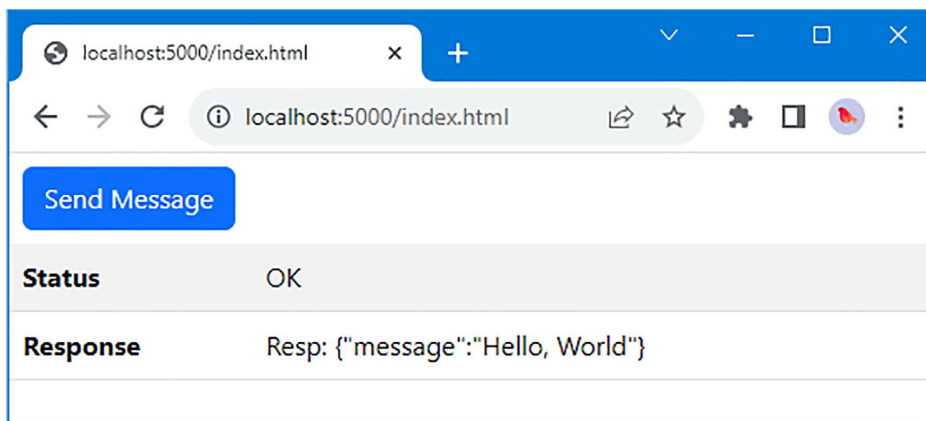 localhost:5000/index.html
localhost:5000/index.html
Send Message
Status OK
Response Resp: {"message":"Hello, World"}